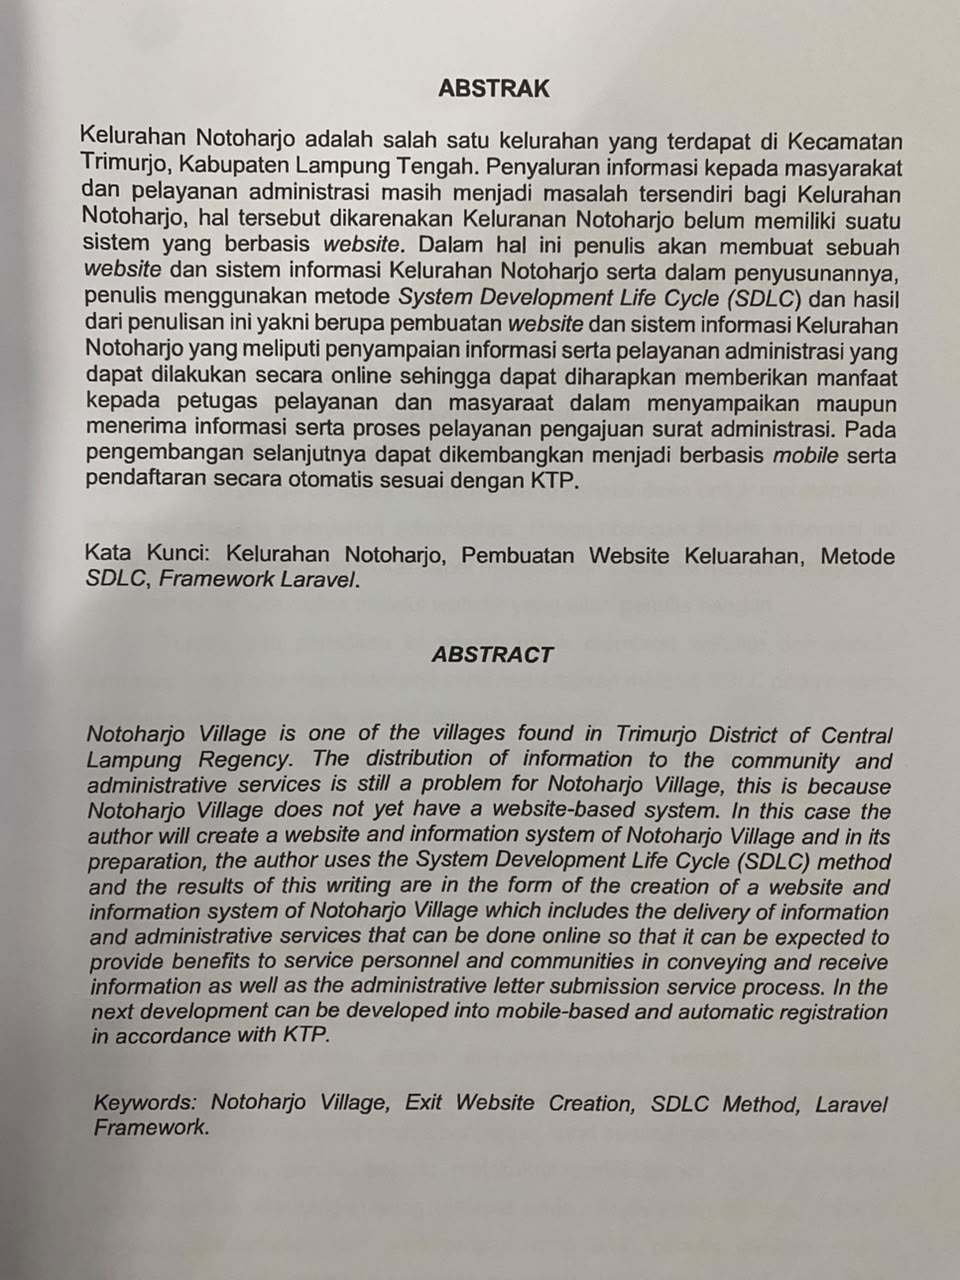 ABSTRAK
Kelurahan Notoharjo adalah salah satu kelurahan yang terdapat di Kecamatan
Trimurjo, Kabupaten Lampung Tengah. Penyaluran informasi kepada masyarakat
dan pelayanan administrasi masih menjadi masalah tersendiri bagi Kelurahan
Notoharjo, hal tersebut dikarenakan Keluranan Notoharjo belum memiliki suatu
sistem yang berbasis website. Dalam hal ini penulis akan membuat sebuah
website dan sistem informasi Kelurahan Notoharjo serta dalam penyusunannya,
penulis menggunakan metode System Development Life Cycle (SDLC) dan hasil
dari penulisan ini yakni berupa pembuatan website dan sistem informasi Kelurahan
Notoharjo yang meliputi penyampaian informasi serta pelayanan administrasi yang
dapat dilakukan secara online sehingga dapat diharapkan memberikan manfaat
kepada petugas pelayanan dan masyaraat dalam menyampaikan maupun
menerima informasi serta proses pelayanan pengajuan surat administrasi. Pada
pengembangan selanjutnya dapat dikembangkan menjadi berbasis mobile serta
pendaftaran secara otomatis sesuai dengan KTP.
Kata Kunci: Kelurahan Notoharjo, Pembuatan Website Keluarahan, Metode
SDLC, Framework Laravel.
ABSTRACT
Notoharjo Village is one of the villages found in Trimurjo District of Central
Lampung Regency. The distribution of information to the community and
administrative services is still a problem for Notoharjo Village, this is because
Notoharjo Village does not yet have a website-based system. In this case the
author will create a website and information system of Notoharjo Village and in its
preparation, the author uses the System Development Life Cycle (SDLC) method
and the results of this writing are in the form of the creation of a website and
information system of Notoharjo Village which includes the delivery of information
and administrative services that can be done online so that it can be expected to
provide benefits to service personnel and communities in conveying and receive
information as well as the administrative letter submission service process. In the
next development can be developed into mobile-based and automatic registration
in accordance with KTP.
Keywords: Notoharjo Village, Exit Website Creation, SDLC Method, Laravel
Framework.